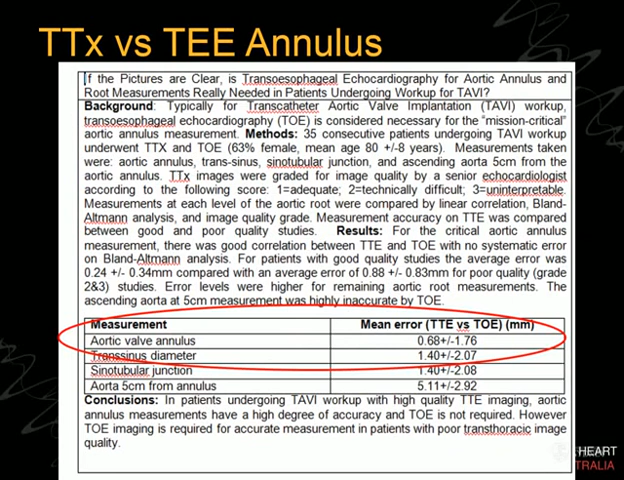 TTx vs TEE Annulus
If the Pictures are Clear, is Transoesophageal Echocardiography for Aortic Annulus and
Root Measurements Really Needed in Patients Undergoing Workup for TAVI?
Background: Typically for Transcatheter Aortic Valve Implantation (TAVI) workup,
transoesophageal echocardiography (TOE) is considered necessary for the "mission-critical"
aortic annulus measurement. Methods: 35 consecutive patients undergoing TAVI workup
underwent TTX and TOE (63% female, mean age 80 +/-8 years). Measurements taken
were: aortic annulus, trans-sinus, sinotubular junction, and ascending aorta 5cm from the
aortic annulus. TTx images were graded for image quality by a senior echocardiologist
according to the following score: 1=adequate; 2=technically difficult; 3=uninterpretable.
Measurements at each level of the aortic root were compared by linear correlation, Bland-
Altmann analysis, and image quality grade. Measurement accuracy on TTE was compared
between good and poor quality studies. Results: For the critical aortic annulus
measurement, there was good correlation between TTE and TOE with no systematic error
on Bland-Altmann analysis. For patients with good quality studies the average error was
0.24 +/- 0.34mm compared with an average error of 0.88 +/- 0.83mm for poor quality (grade
2&3) studies. Error levels were higher for remaining aortic root measurements. The
ascending aorta at 5cm measurement was highly inaccurate by TOE.
Measurement Mean error (TTE vs TOE) (mm)
Aortic valve annulus 0.68+/-1.76
Transsinus diameter 1.40+/-2.07
Sinotubular junction 1.40+/-2.08
Aorta 5cm from annulus 5.11+/-2.92
Conclusions: In patients undergoing TAVI workup with high quality TTE imaging, aortic
annulus measurements have a high degree of accuracy and TOE is not required. However
TOE imaging is required for accurate measurement in patients with poor transthoracic image
quality.
HEART
TRALIA